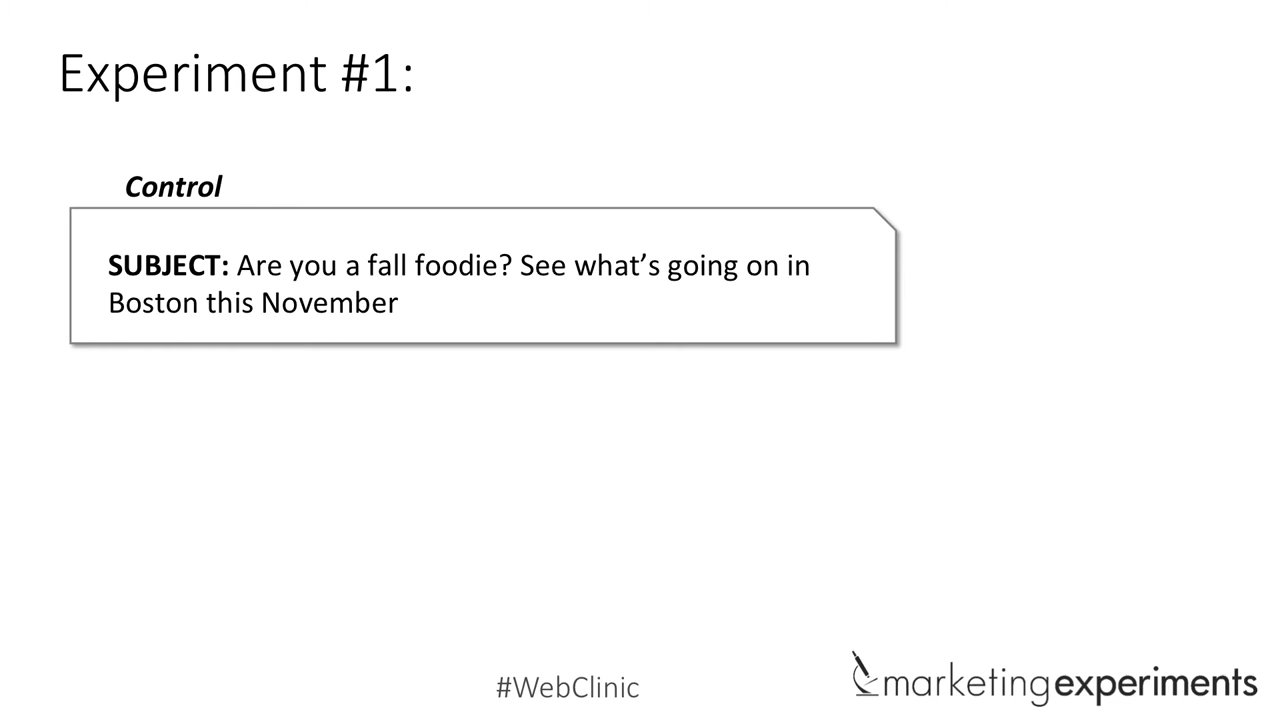 Experiment #1:
Control
SUBJECT: Are you a fall foodie? See what’s going on in
Boston this November
#WebClinic
marketingexperiments